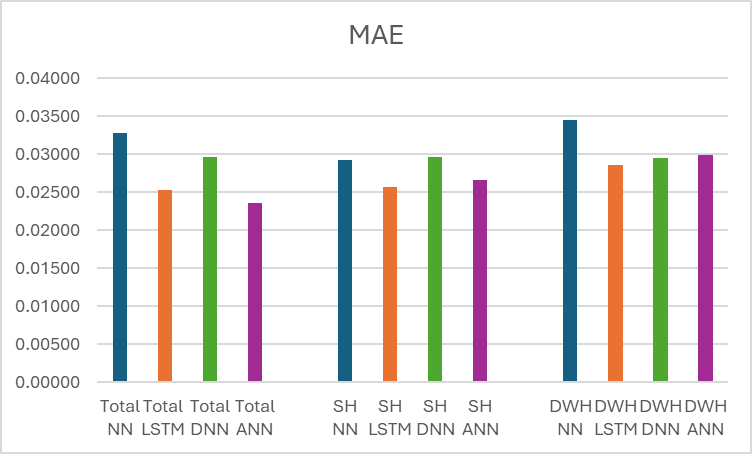 MAE
0.04000
0.03500
0.03000
0.02500
0.02000
0.01500
0.01000
0.00500
0.00000
Total NN
Total LSTM
Total DNN
Total ANN
SH NN
SH LSTM
SH DNN
SH ANN
DWH NN
DWH LSTM
DWH DNN
DWH ANN